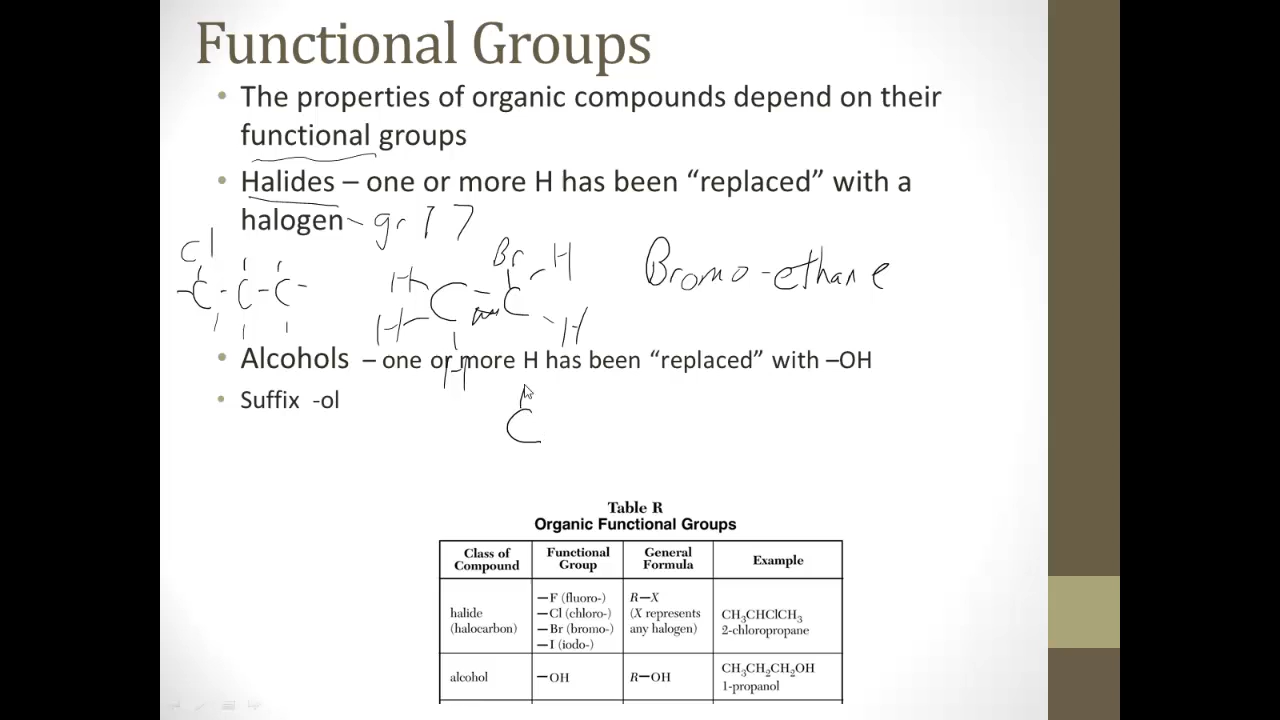 Functional Groups
• The properties of organic compounds depend on their
functional groups
• Halides – one or more H has been “replaced” with a
halogen - gr 17
Cl
Br H
Bromo-ethane
H
C - C - C
C C
H H
• Alcohols – one or more H has been “replaced” with –OH
H
• Suffix -ol
C
Table R
Organic Functional Groups
Class of Compound Functional Group General Formula Example
halide (halocarbon) —F (fluoro-) R—X CH₃CHClCH₃
—Cl (chloro-) (X represents 2-chloropropane
—Br (bromo-) any halogen)
—I (iodo-)
alcohol —OH R—OH CH₃CH₂CH₂OH
1-propanol